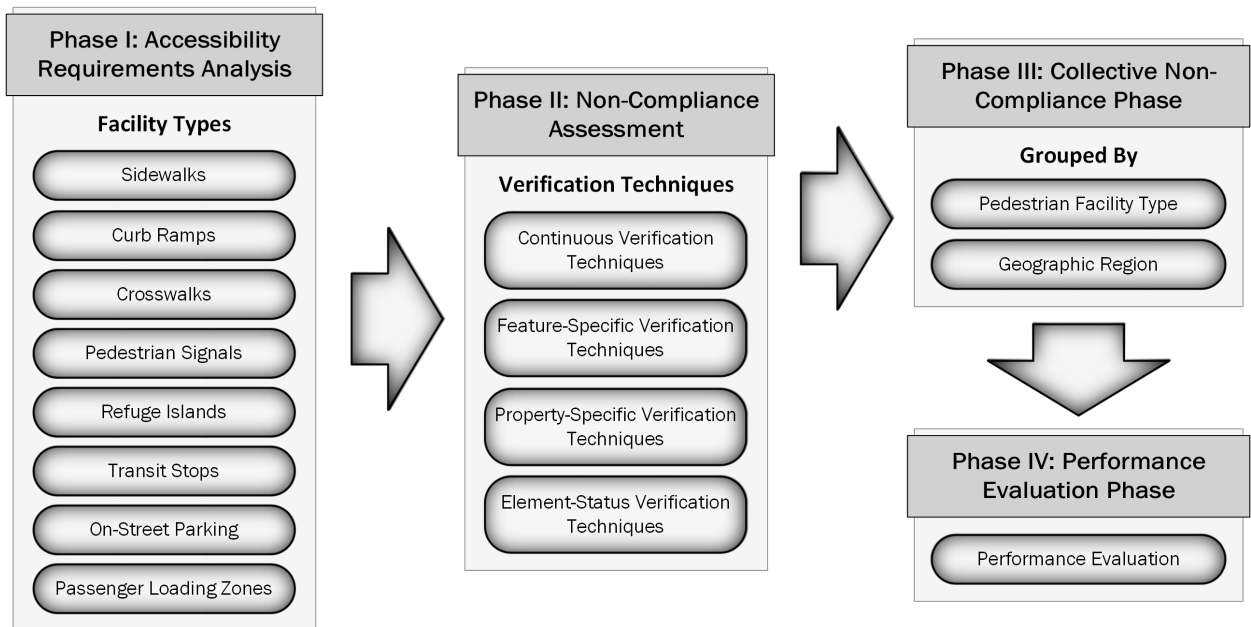 Phase I: Accessibility
Requirements Analysis
Facility Types
Sidewalks
Curb Ramps
Crosswalks
Pedestrian Signals
Refuge Islands
Transit Stops
On-Street Parking
Passenger Loading Zones
Phase II: Non-Compliance
Assessment
Verification Techniques
Continuous Verification
Techniques
Feature-Specific Verification
Techniques
Property-Specific Verification
Techniques
Element-Status Verification
Techniques
Phase III: Collective Non-
Compliance Phase
Grouped By
Pedestrian Facility Type
Geographic Region
Phase IV: Performance
Evaluation Phase
Performance Evaluation